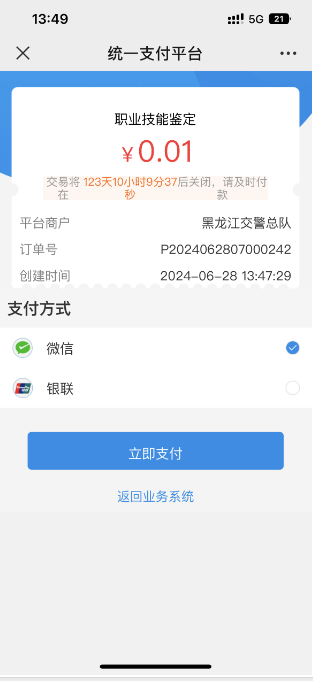 13:49
5G
21
统一支付平台
职业技能鉴定
¥0.01
交易将在 123天10小时9分37秒后关闭，请及时付款
平台商户 黑龙江交警总队
订单号 P2024062807000242
创建时间 2024-06-28 13:47:29
支付方式
微信
银联
立即支付
返回业务系统